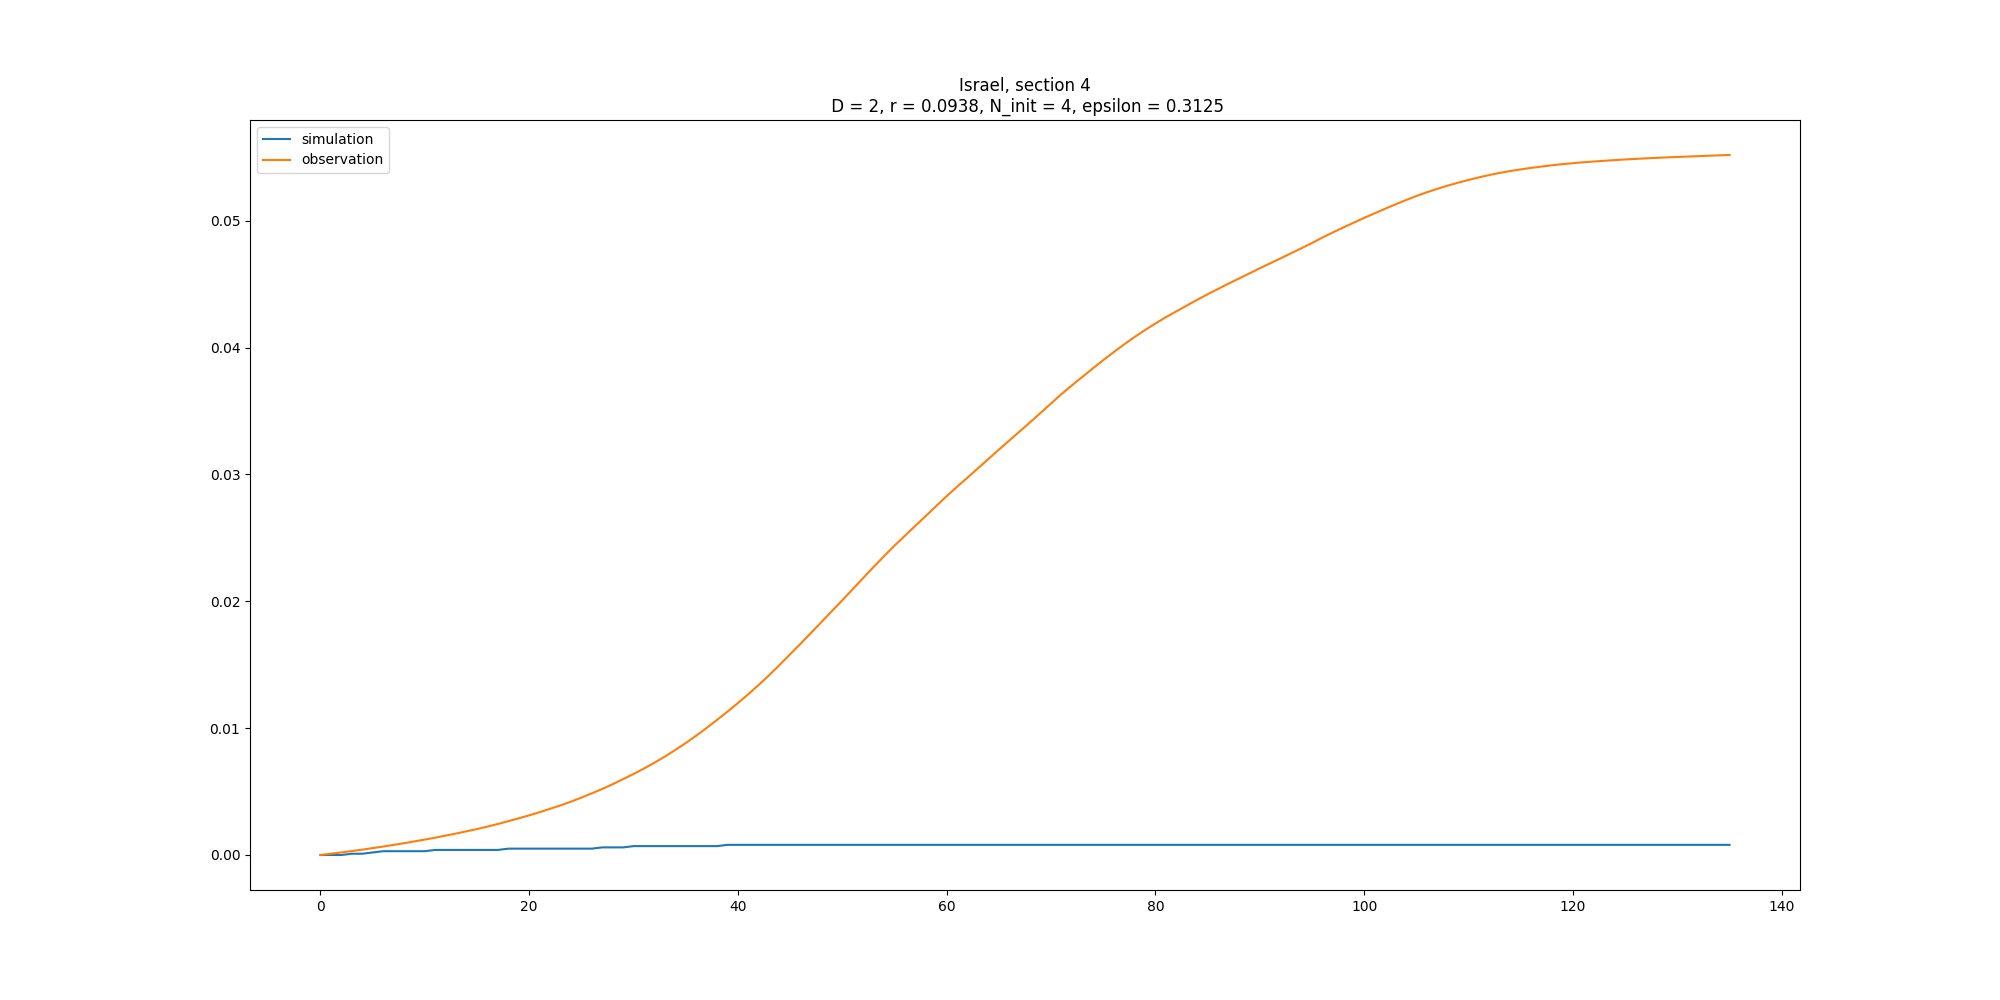 Israel, section 4
D = 2, r = 0.0938, N_init = 4, epsilon = 0.3125
simulation
observation
0.05
0.04
0.03
0.02
0.01
0.00
0 20 40 60 80 100 120 140